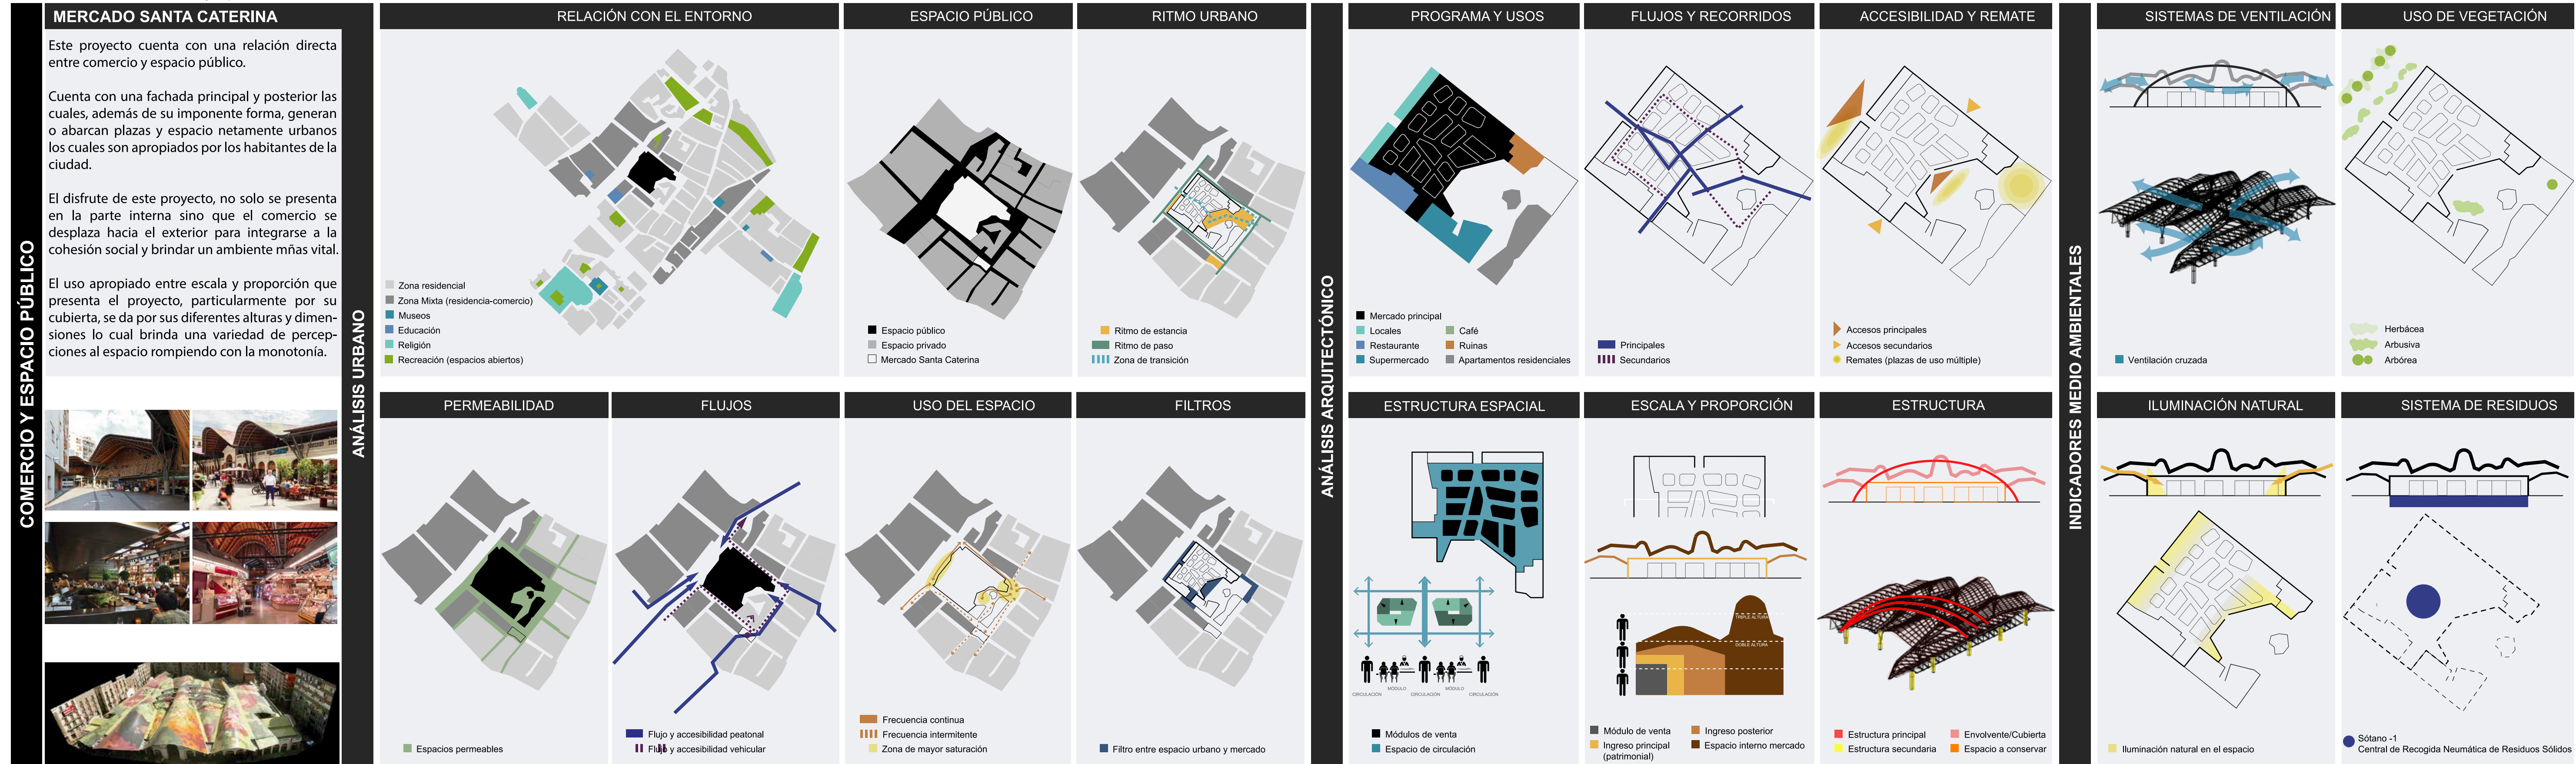 COMERCIO Y ESPACIO PÚBLICO
MERCADO SANTA CATERINA
Este proyecto cuenta con una relación directa
entre comercio y espacio público.
Cuenta con una fachada principal y posterior las
cuales, además de su imponente forma, generan
o abarcan plazas y espacio netamente urbanos
los cuales son apropiados por los habitantes de la
ciudad.
El disfrute de este proyecto, no solo se presenta
en la parte interna sino que el comercio se
desplaza hacia el exterior para integrarse a la
cohesión social y brindar un ambiente mñas vital.
El uso apropiado entre escala y proporción que
presenta el proyecto, particularmente por su
cubierta, se da por sus diferentes alturas y dimen-
siones lo cual brinda una variedad de percep-
ciones al espacio rompiendo con la monotonía.
ANÁLISIS URBANO
RELACIÓN CON EL ENTORNO
Zona residencial
Zona Mixta (residencia-comercio)
Museos
Educación
Religión
Recreación (espacios abiertos)
ESPACIO PÚBLICO
Espacio público
Espacio privado
Mercado Santa Caterina
RITMO URBANO
Ritmo de estancia
Ritmo de paso
Zona de transición
PERMEABILIDAD
Espacios permeables
FLUJOS
Flujo y accesibilidad peatonal
Flujo y accesibilidad vehicular
USO DEL ESPACIO
Frecuencia continua
Frecuencia intermitente
Zona de mayor saturación
FILTROS
Filtro entre espacio urbano y mercado
ANÁLISIS ARQUITECTÓNICO
PROGRAMA Y USOS
Mercado principal
Locales
Restaurante
Supermercado
Café
Ruinas
Apartamentos residenciales
FLUJOS Y RECORRIDOS
Principales
Secundarios
ACCESIBILIDAD Y REMATE
Accesos principales
Accesos secundarios
Remates (plazas de uso múltiple)
ESTRUCTURA ESPACIAL
CIRCULACIÓN
MÓDULO
CIRCULACIÓN
MÓDULO
CIRCULACIÓN
Módulos de venta
Espacio de circulación
ESCALA Y PROPORCIÓN
TRIPLE ALTURA
DOBLE ALTURA
Módulo de venta
Ingreso principal
(patrimonial)
Ingreso posterior
Espacio interno mercado
ESTRUCTURA
Estructura principal
Estructura secundaria
Envolvente/Cubierta
Espacio a conservar
INDICADORES MEDIO AMBIENTALES
SISTEMAS DE VENTILACIÓN
Ventilación cruzada
USO DE VEGETACIÓN
Herbácea
Arbusiva
Arbórea
ILUMINACIÓN NATURAL
Iluminación natural en el espacio
SISTEMA DE RESIDUOS
Sótano -1
Central de Recogida Neumática de Residuos Sólidos